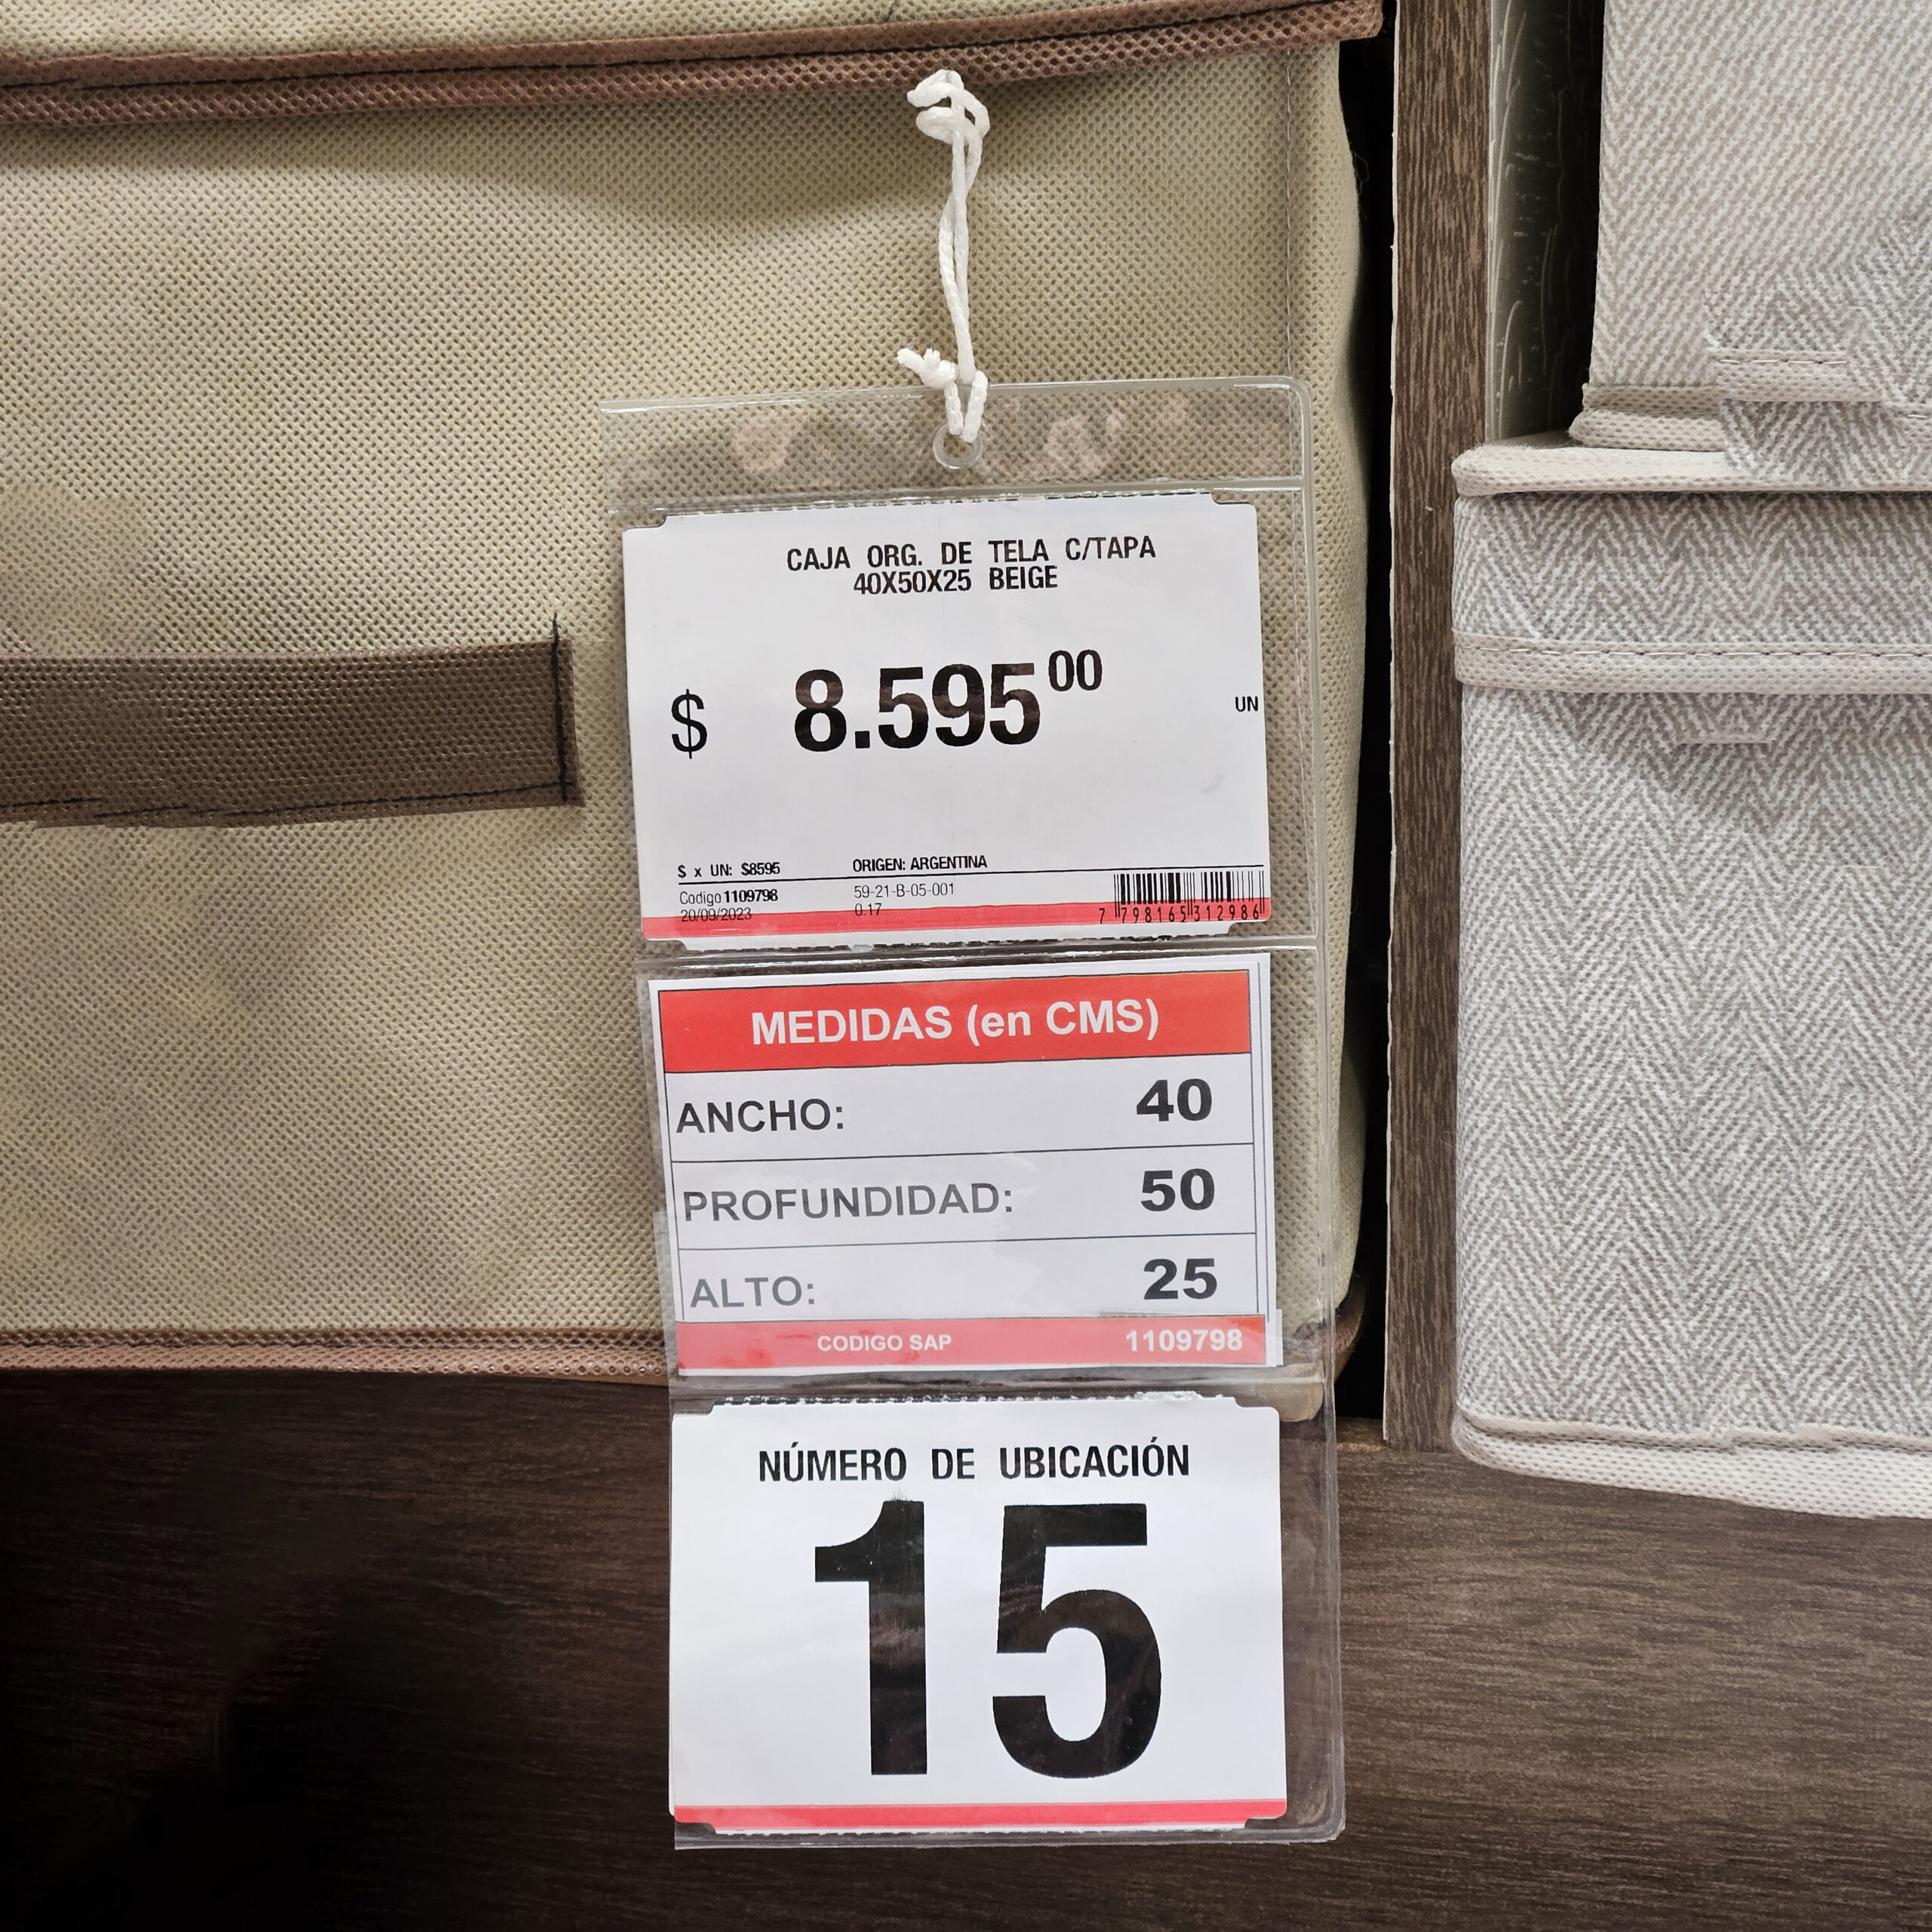 CAJA ORG. DE TELA C/TAPA
40X50X25 BEIGE
$ 8.595 00 UN
$ x UN: $8595 ORIGEN: ARGENTINA
Codigo 1109798 59-21-B-05-001
20/09/2023 0.17 7 798165 312986
MEDIDAS (en CMS)
ANCHO: 40
PROFUNDIDAD: 50
ALTO: 25
CODIGO SAP 1109798
NÚMERO DE UBICACIÓN
15